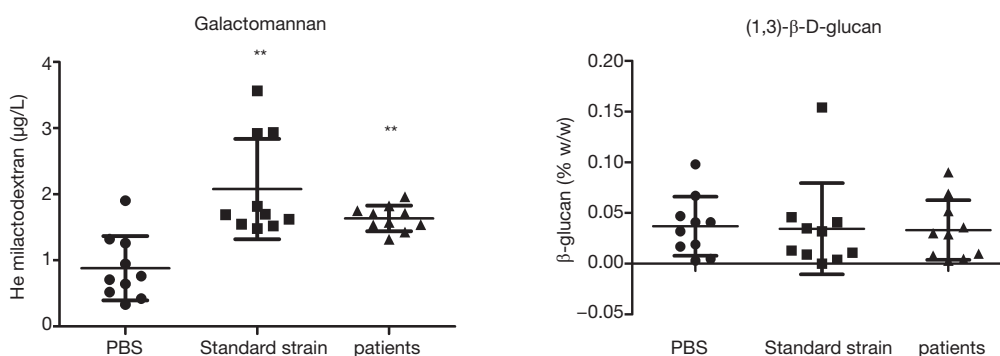 Galactomannan
**
**
He milactodextran (μg/L)
4
3
2
1
0
PBS Standard strain patients
(1,3)-β-D-glucan
β-glucan (% w/w)
0.20
0.15
0.10
0.05
0.00
−0.05
PBS Standard strain patients